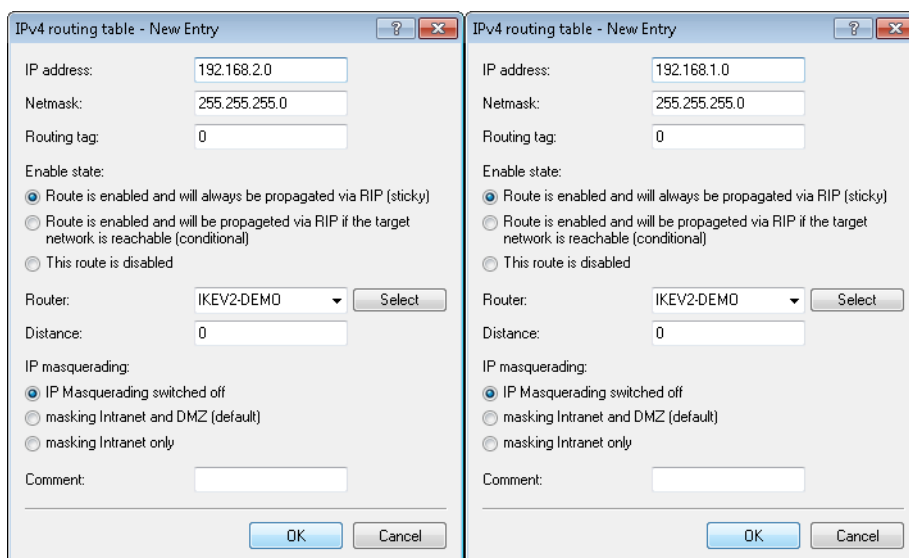 IPv4 routing table - New Entry
IP address: 192.168.2.0
Netmask: 255.255.255.0
Routing tag: 0
Enable state:
Route is enabled and will always be propagated via RIP (sticky)
Route is enabled and will be propageted via RIP if the target
network is reachable (conditional)
This route is disabled
Router: IKEV2-DEMO Select
Distance: 0
IP masquerading:
IP Masquerading switched off
masking Intranet and DMZ (default)
masking Intranet only
Comment:
OK Cancel
IPv4 routing table - New Entry
IP address: 192.168.1.0
Netmask: 255.255.255.0
Routing tag: 0
Enable state:
Route is enabled and will always be propagated via RIP (sticky)
Route is enabled and will be propageted via RIP if the target
network is reachable (conditional)
This route is disabled
Router: IKEV2-DEMO Select
Distance: 0
IP masquerading:
IP Masquerading switched off
masking Intranet and DMZ (default)
masking Intranet only
Comment:
OK Cancel